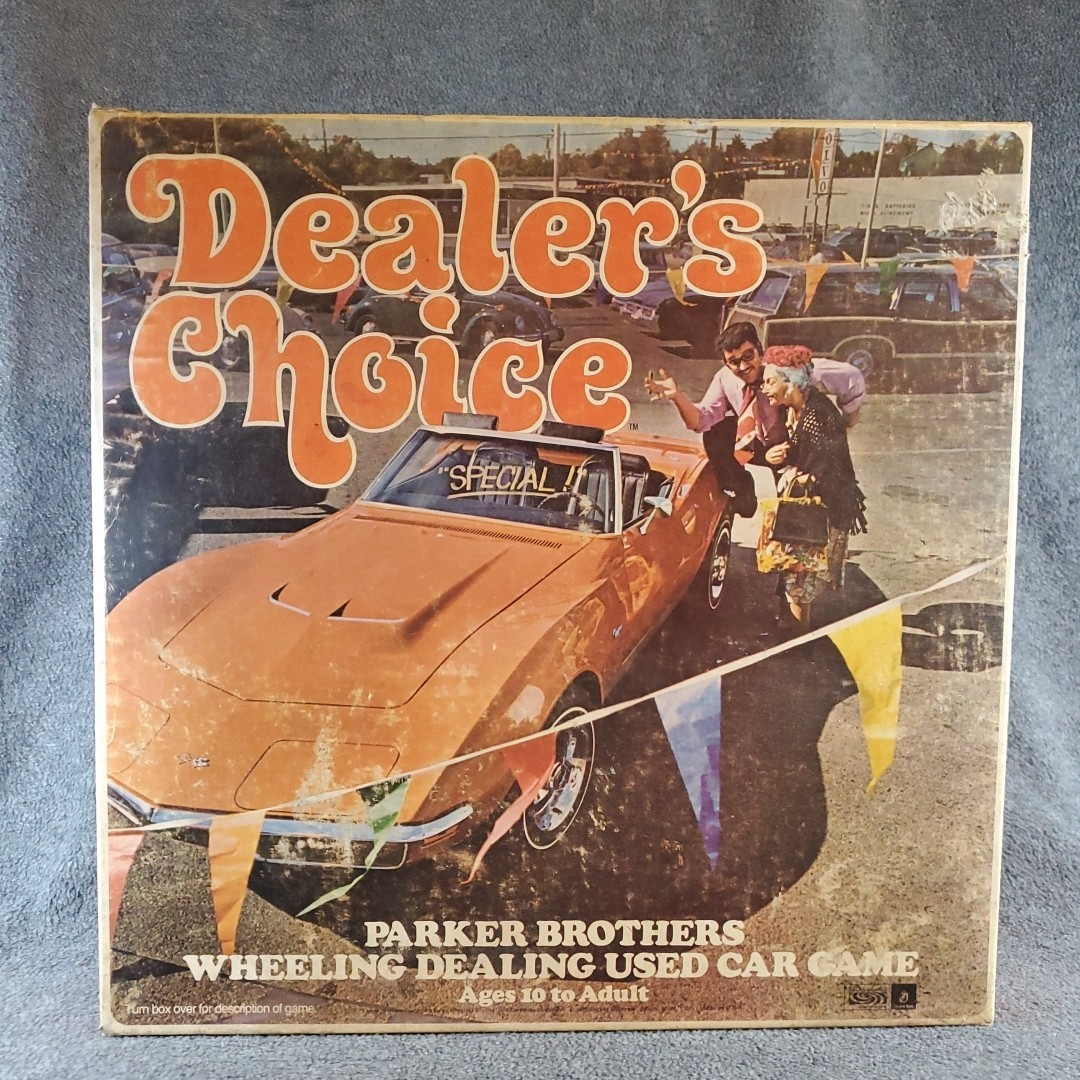 Dealer's
Choice™
"SPECIAL!!"
PARKER BROTHERS
WHEELING DEALING USED CAR GAME
Ages 10 to Adult
Turn box over for description of game.